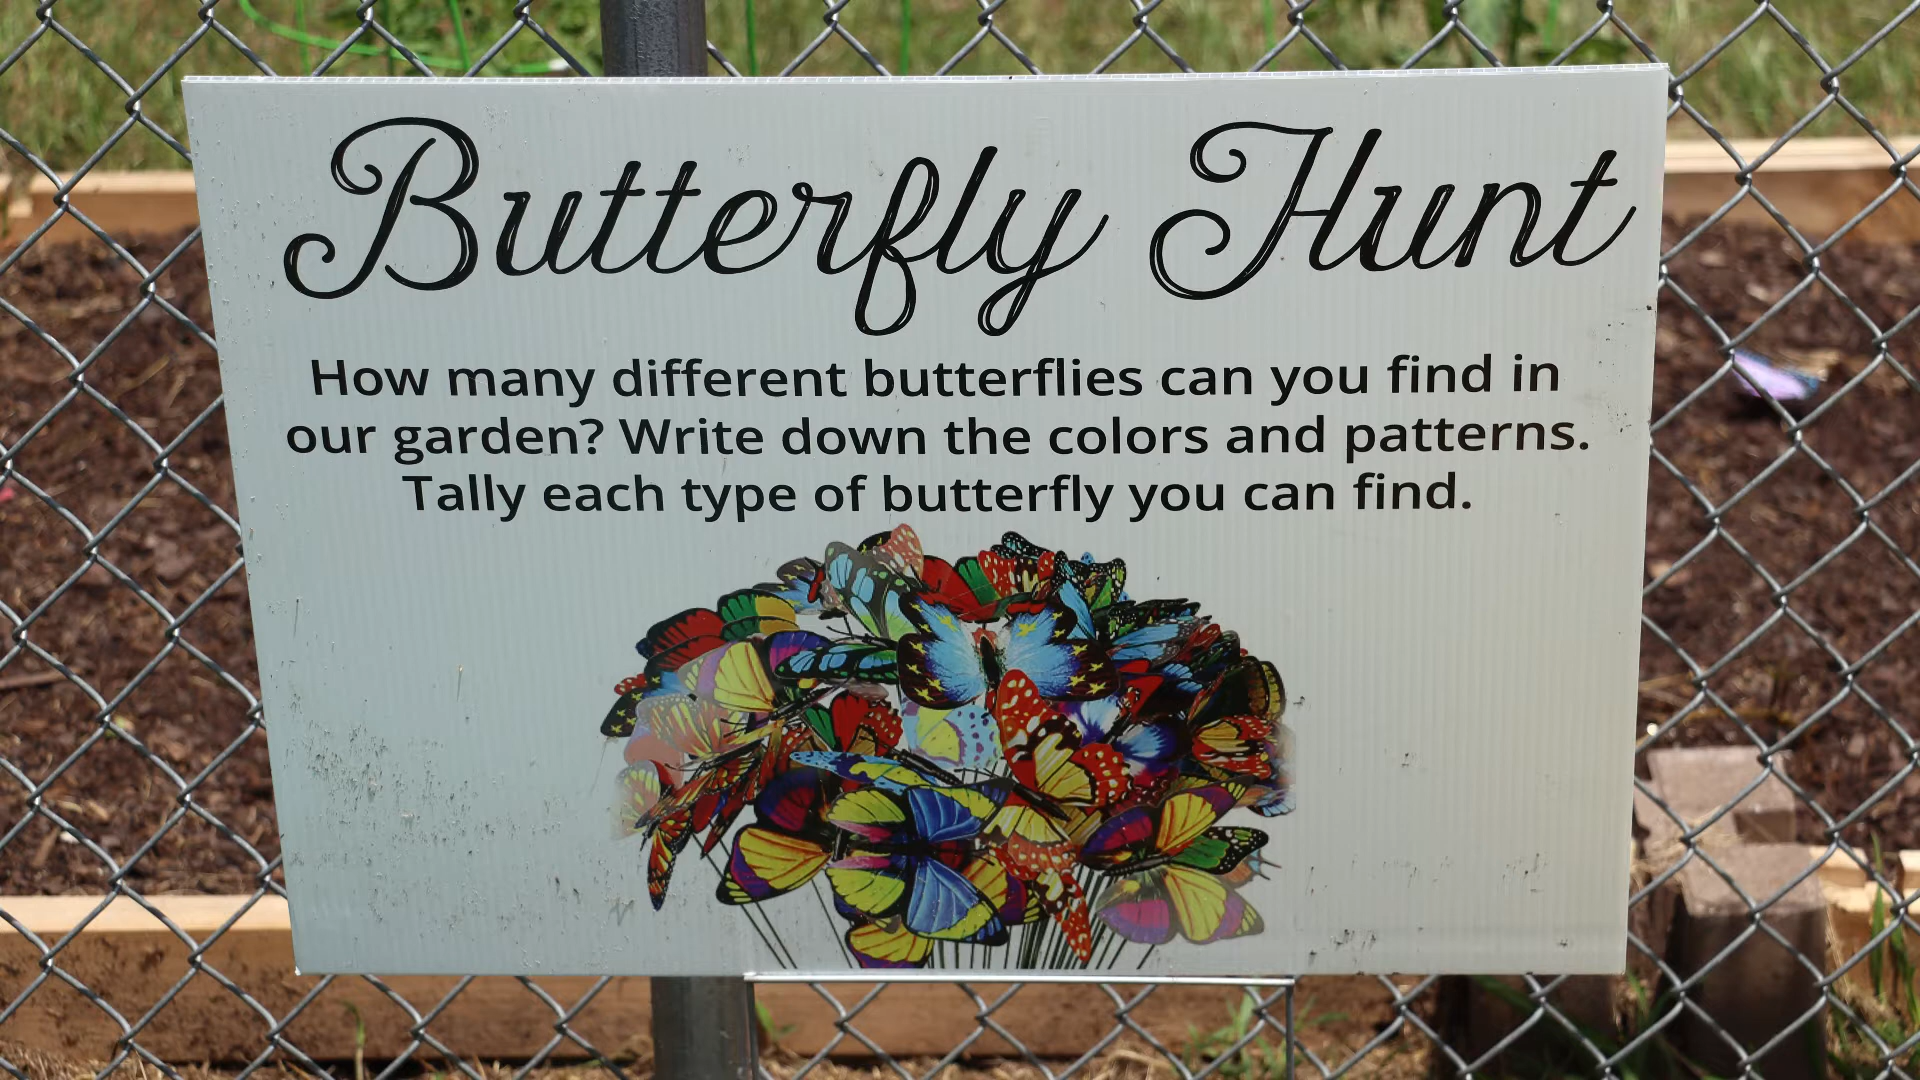 Butterfly Hunt
How many different butterflies can you find in
our garden? Write down the colors and patterns.
Tally each type of butterfly you can find.